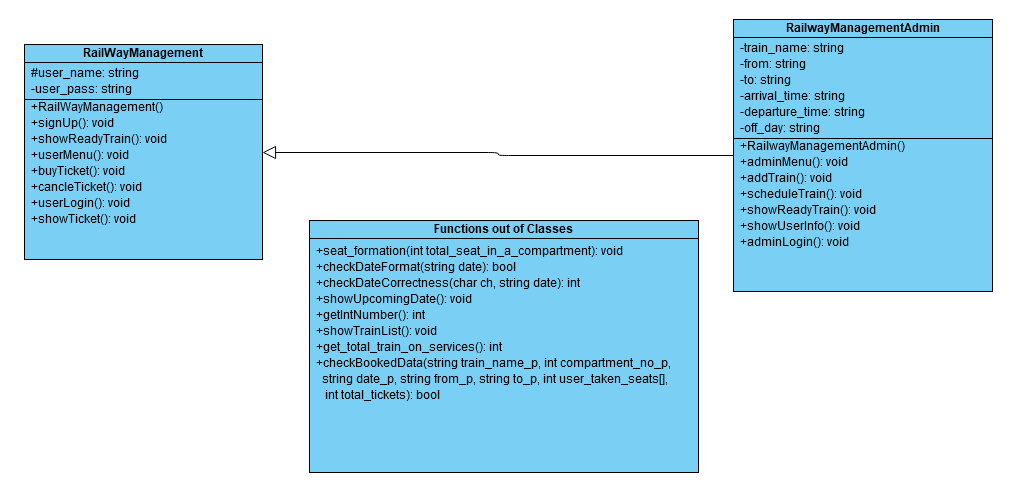 RailWayManagement
#user_name: string
-user_pass: string
+RailWayManagement()
+signUp(): void
+showReadyTrain(): void
+userMenu(): void
+buyTicket(): void
+cancleTicket(): void
+userLogin(): void
+showTicket(): void
RailwayManagementAdmin
-train_name: string
-from: string
-to: string
-arrival_time: string
-departure_time: string
-off_day: string
+RailwayManagementAdmin()
+adminMenu(): void
+addTrain(): void
+scheduleTrain(): void
+showReadyTrain(): void
+showUserInfo(): void
+adminLogin(): void
Functions out of Classes
+seat_formation(int total_seat_in_a_compartment): void
+checkDateFormat(string date): bool
+checkDateCorrectness(char ch, string date): int
+showUpcomingDate(): void
+getIntNumber(): int
+showTrainList(): void
+get_total_train_on_services(): int
+checkBookedData(string train_name_p, int compartment_no_p,
string date_p, string from_p, string to_p, int user_taken_seats[],
int total_tickets): bool